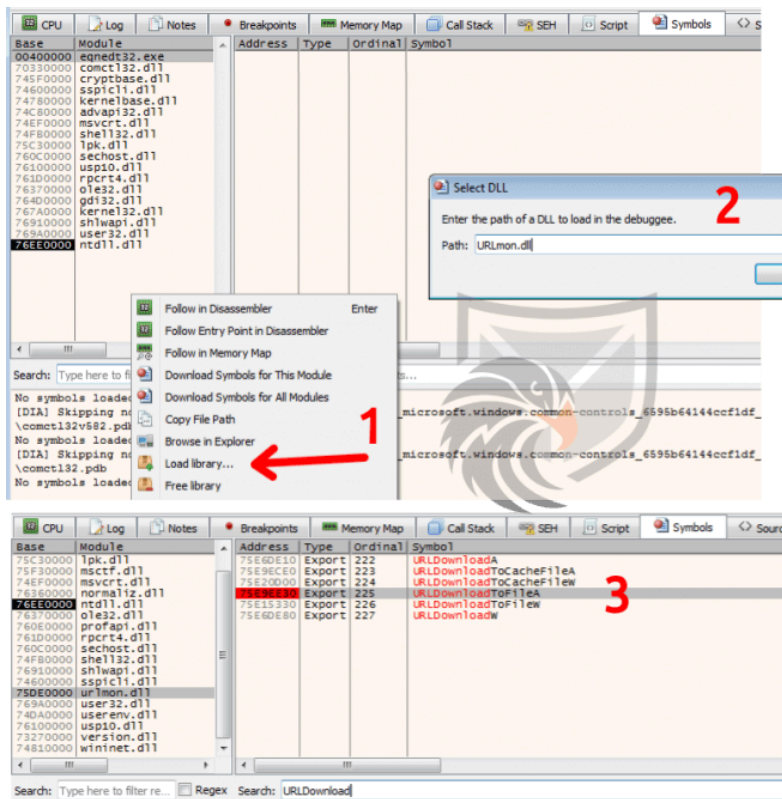 CPU Log Notes Breakpoints Memory Map Call Stack SEH Script Symbols S
Base Module Address Type Ordinal Symbol
00400000 eqnedt32.exe
70330000 comctl32.dll
745F0000 cryptbase.dll
74600000 sspicli.dll
74780000 kernelbase.dll
74C80000 advapi32.dll
74EF0000 msvcrt.dll
74FB0000 shell32.dll
75C30000 lpk.dll
760C0000 sechost.dll
76100000 usp10.dll
761D0000 rpcrt4.dll
76370000 ole32.dll
764D0000 gdi32.dll
767A0000 kernel32.dll
76910000 shlwapi.dll
769A0000 user32.dll
76EE0000 ntdll.dll
Select DLL
2
Enter the path of a DLL to load in the debuggee.
Path: URLmon.dll
Follow in Disassembler Enter
Follow Entry Point in Disassembler
Follow in Memory Map
Download Symbols for This Module
Download Symbols for All Modules
Copy File Path
Browse in Explorer
Load library...
Free library
1
Search: Type here to fi ts...
No symbols loaded
[DIA] Skipping no _microsoft.windows.common-controls_6595b64144ccf1df_
\comctl32v582.pdb
No symbols loaded
[DIA] Skipping no _microsoft.windows.common-controls_6595b64144ccf1df_
\comctl32.pdb
No symbols loaded
CPU Log Notes Breakpoints Memory Map Call Stack SEH Script Symbols Sourc
Base Module Address Type Ordinal Symbol
75C30000 lpk.dll
75F30000 msctf.dll
74EF0000 msvcrt.dll
76360000 normaliz.dll
76EE0000 ntdll.dll
76370000 ole32.dll
760E0000 profapi.dll
761D0000 rpcrt4.dll
760C0000 sechost.dll
74FB0000 shell32.dll
76910000 shlwapi.dll
74600000 sspicli.dll
75DE0000 urlmon.dll
769A0000 user32.dll
74DA0000 userenv.dll
76100000 usp10.dll
73270000 version.dll
74810000 wininet.dll
75E6DE10 Export 222 URLDownloadA
75E9ECE0 Export 223 URLDownloadToCacheFileA
75E20D00 Export 224 URLDownloadToCacheFileW
75E9EE30 Export 225 URLDownloadToFileA
75E15330 Export 226 URLDownloadToFileW
75E6DE80 Export 227 URLDownloadW
3
Search: Type here to filter re... Regex Search: URLDownload